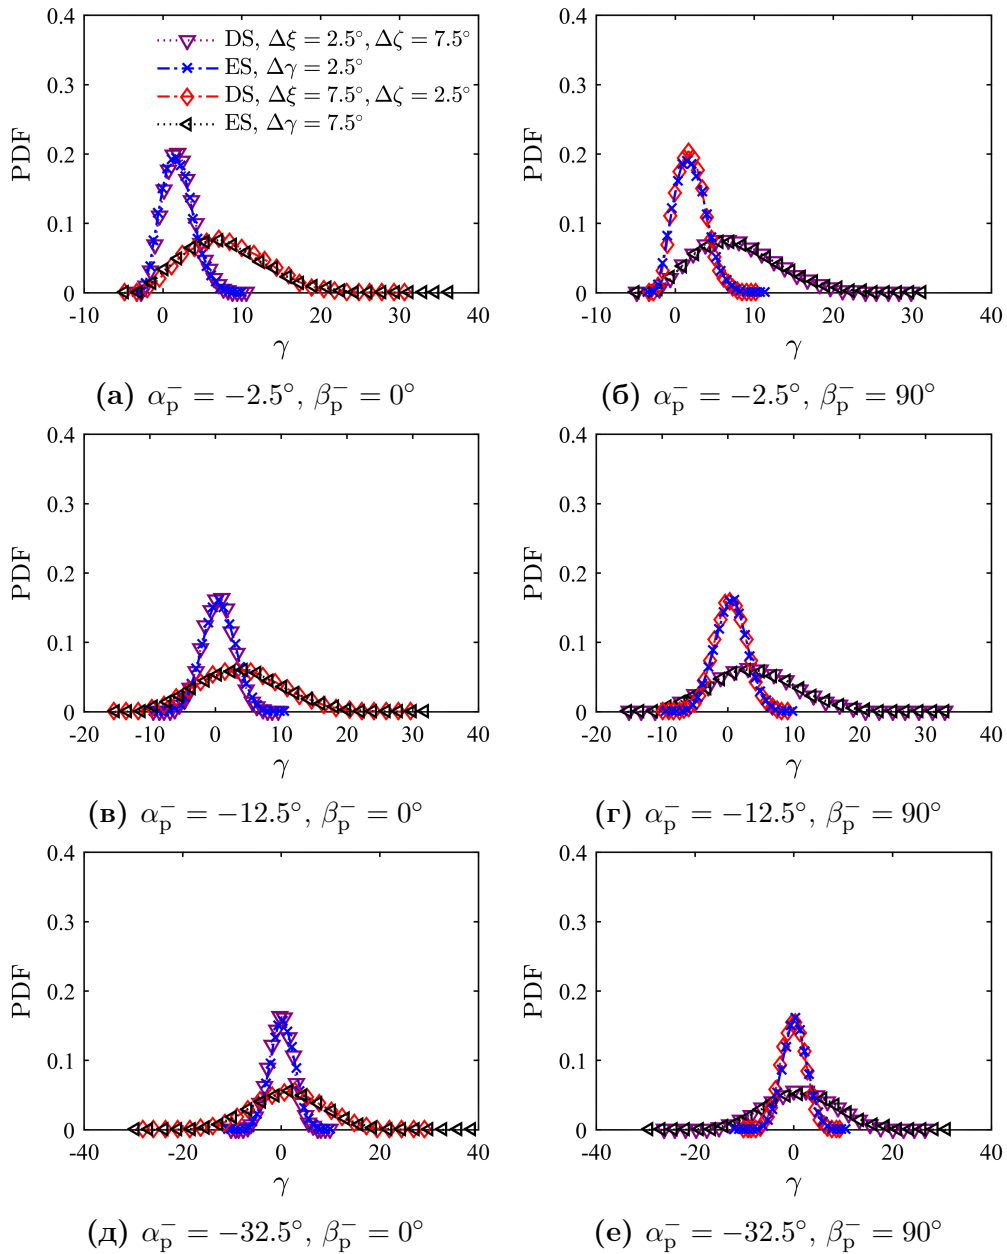 0.4
0.3
0.2
0.1
0
PDF
DS, Δξ = 2.5°, Δζ = 7.5°
ES, Δγ = 2.5°
DS, Δξ = 7.5°, Δζ = 2.5°
ES, Δγ = 7.5°
-10 0 10 20 30 40
γ
(а) α_p^- = −2.5°, β_p^- = 0°
0.4
0.3
0.2
0.1
0
PDF
-10 0 10 20 30 40
γ
(б) α_p^- = −2.5°, β_p^- = 90°
0.4
0.3
0.2
0.1
0
PDF
-20 -10 0 10 20 30 40
γ
(в) α_p^- = −12.5°, β_p^- = 0°
0.4
0.3
0.2
0.1
0
PDF
-20 -10 0 10 20 30 40
γ
(г) α_p^- = −12.5°, β_p^- = 90°
0.4
0.3
0.2
0.1
0
PDF
-40 -20 0 20 40
γ
(д) α_p^- = −32.5°, β_p^- = 0°
0.4
0.3
0.2
0.1
0
PDF
-40 -20 0 20 40
γ
(е) α_p^- = −32.5°, β_p^- = 90°